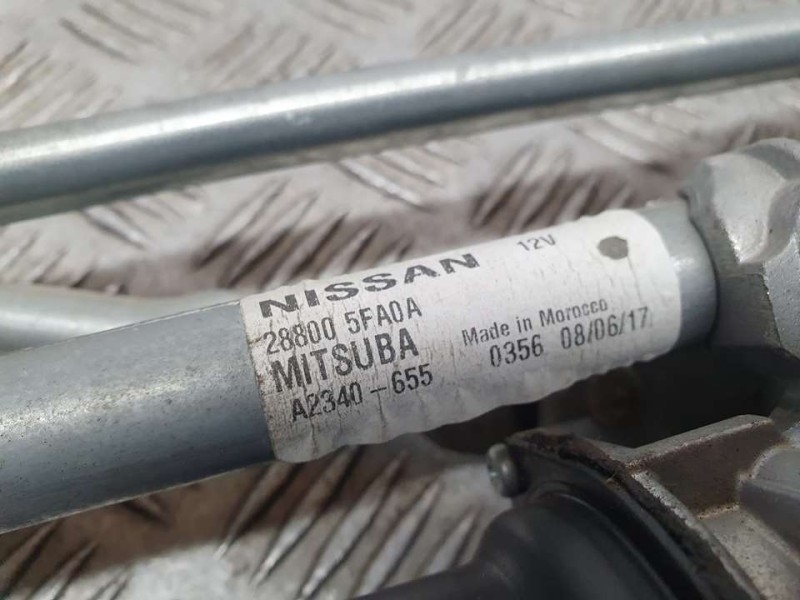 NISSAN 12V
28800 5FA0A
MITSUBA Made in Morocco
A2340-655 0356 08/06/17